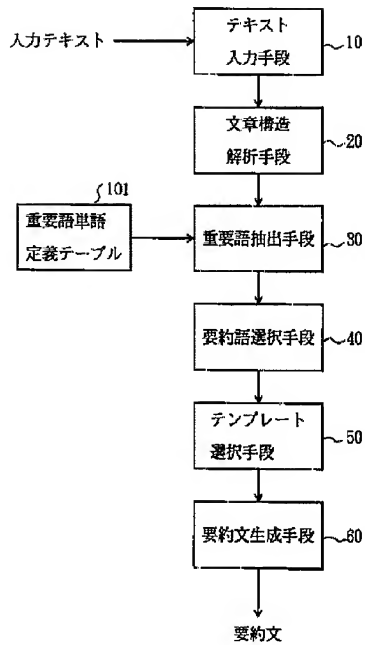 入力テキスト
テキスト
入力手段
10
文章構造
解析手段
20
101
重要語単語
定義テーブル
重要語抽出手段
30
要約語選択手段
40
テンプレート
選択手段
50
要約文生成手段
60
要約文